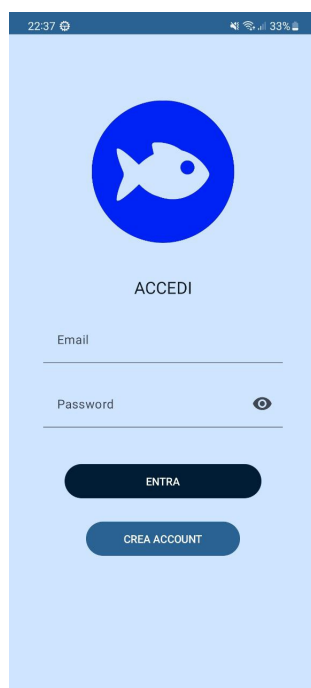 22:37 33%
ACCEDI
Email
Password
ENTRA
CREA ACCOUNT